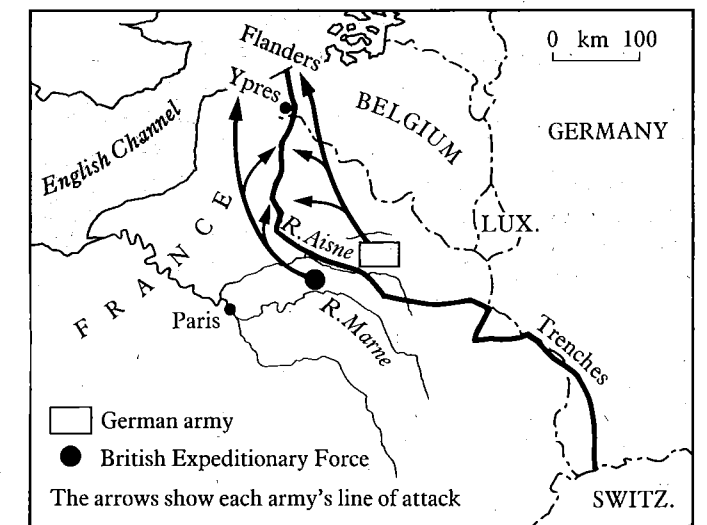 Flanders
0 km 100
Ypres
BELGIUM
GERMANY
English Channel
LUX.
FRANCE
R. Aisne
Paris
R. Marne
Trenches
German army
British Expeditionary Force
The arrows show each army's line of attack
SWITZ.